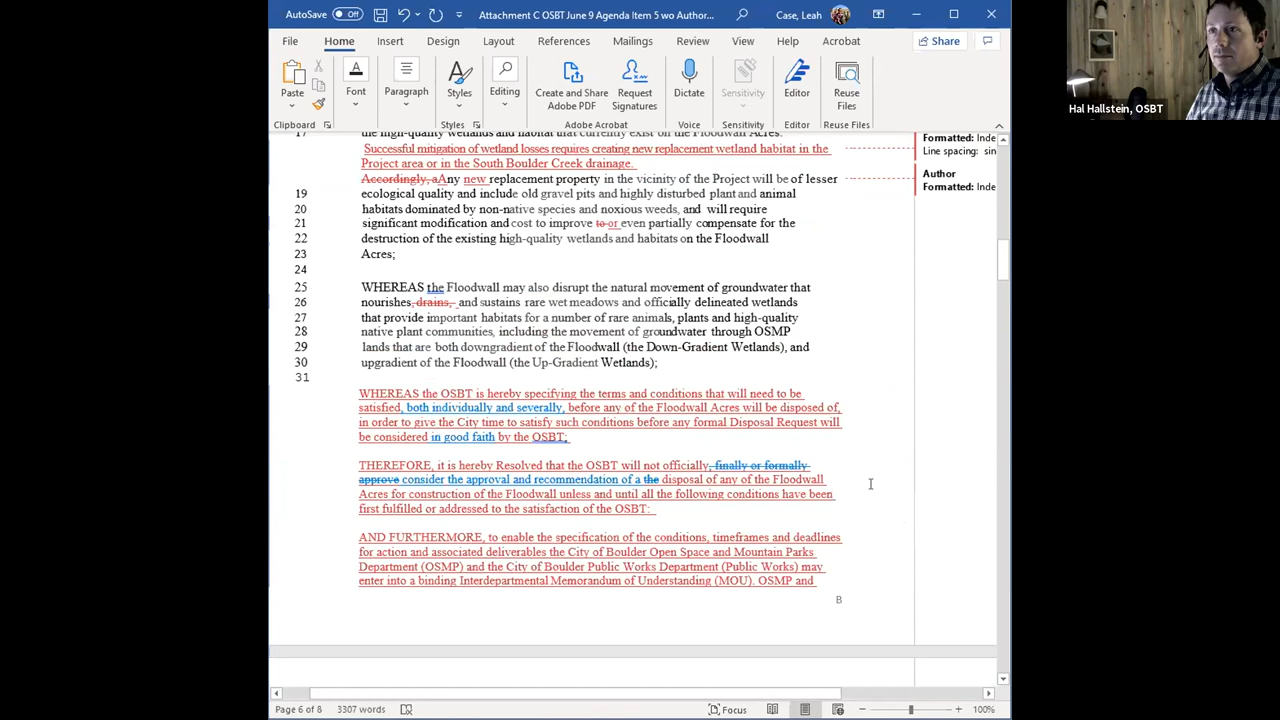 AutoSave Off Attachment C OSBT June 9 Agenda Item 5 wo Author... Case, Leah
File Home Insert Design Layout References Mailings Review View Help Acrobat Share
Paste Font Paragraph Styles Editing Create and Share Adobe PDF Request Signatures Dictate Sensitivity Editor Reuse Files
Clipboard Styles Adobe Acrobat Voice Sensitivity Editor Reuse Files
Hal Hallstein, OSBT
17 the high-quality wetlands and habitat that currently exist on the Floodwall Acres.
Successful mitigation of wetland losses requires creating new replacement wetland habitat in the
Project area or in the South Boulder Creek drainage.
Accordingly, aAny new replacement property in the vicinity of the Project will be of lesser
19 ecological quality and include old gravel pits and highly disturbed plant and animal
20 habitats dominated by non-native species and noxious weeds, and will require
21 significant modification and cost to improve to or even partially compensate for the
22 destruction of the existing high-quality wetlands and habitats on the Floodwall
23 Acres;
24
25 WHEREAS the Floodwall may also disrupt the natural movement of groundwater that
26 nourishes, drains, and sustains rare wet meadows and officially delineated wetlands
27 that provide important habitats for a number of rare animals, plants and high-quality
28 native plant communities, including the movement of groundwater through OSMP
29 lands that are both downgradient of the Floodwall (the Down-Gradient Wetlands), and
30 upgradient of the Floodwall (the Up-Gradient Wetlands);
31
WHEREAS the OSBT is hereby specifying the terms and conditions that will need to be
satisfied, both individually and severally, before any of the Floodwall Acres will be disposed of,
in order to give the City time to satisfy such conditions before any formal Disposal Request will
be considered in good faith by the OSBT;
THEREFORE, it is hereby Resolved that the OSBT will not officially, finally or formally
approve consider the approval and recommendation of a the disposal of any of the Floodwall
Acres for construction of the Floodwall unless and until all the following conditions have been
first fulfilled or addressed to the satisfaction of the OSBT:
AND FURTHERMORE, to enable the specification of the conditions, timeframes and deadlines
for action and associated deliverables the City of Boulder Open Space and Mountain Parks
Department (OSMP) and the City of Boulder Public Works Department (Public Works) may
enter into a binding Interdepartmental Memorandum of Understanding (MOU). OSMP and
B
Formatted: Inde
Line spacing: sin
Author
Formatted: Inde
Page 6 of 8 3307 words Focus 100%